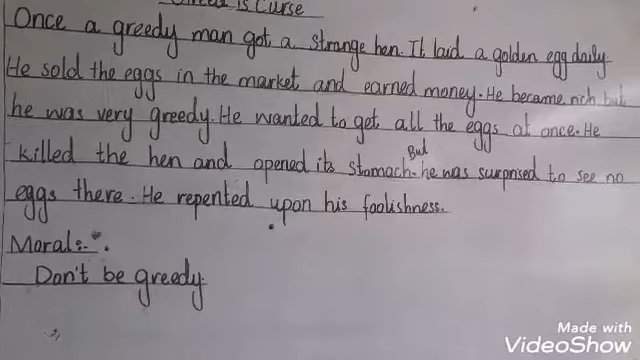 Greed is Curse
Once a greedy man got a strange hen. It laid a golden egg daily
He sold the eggs in the market and earned money. He became rich but
he was very greedy. He wanted to get all the eggs at once. He
killed the hen and opened its stomach. But he was surprised to see no
eggs there. He repented upon his foolishness.
Moral:-
Don't be greedy
Made with
VideoShow